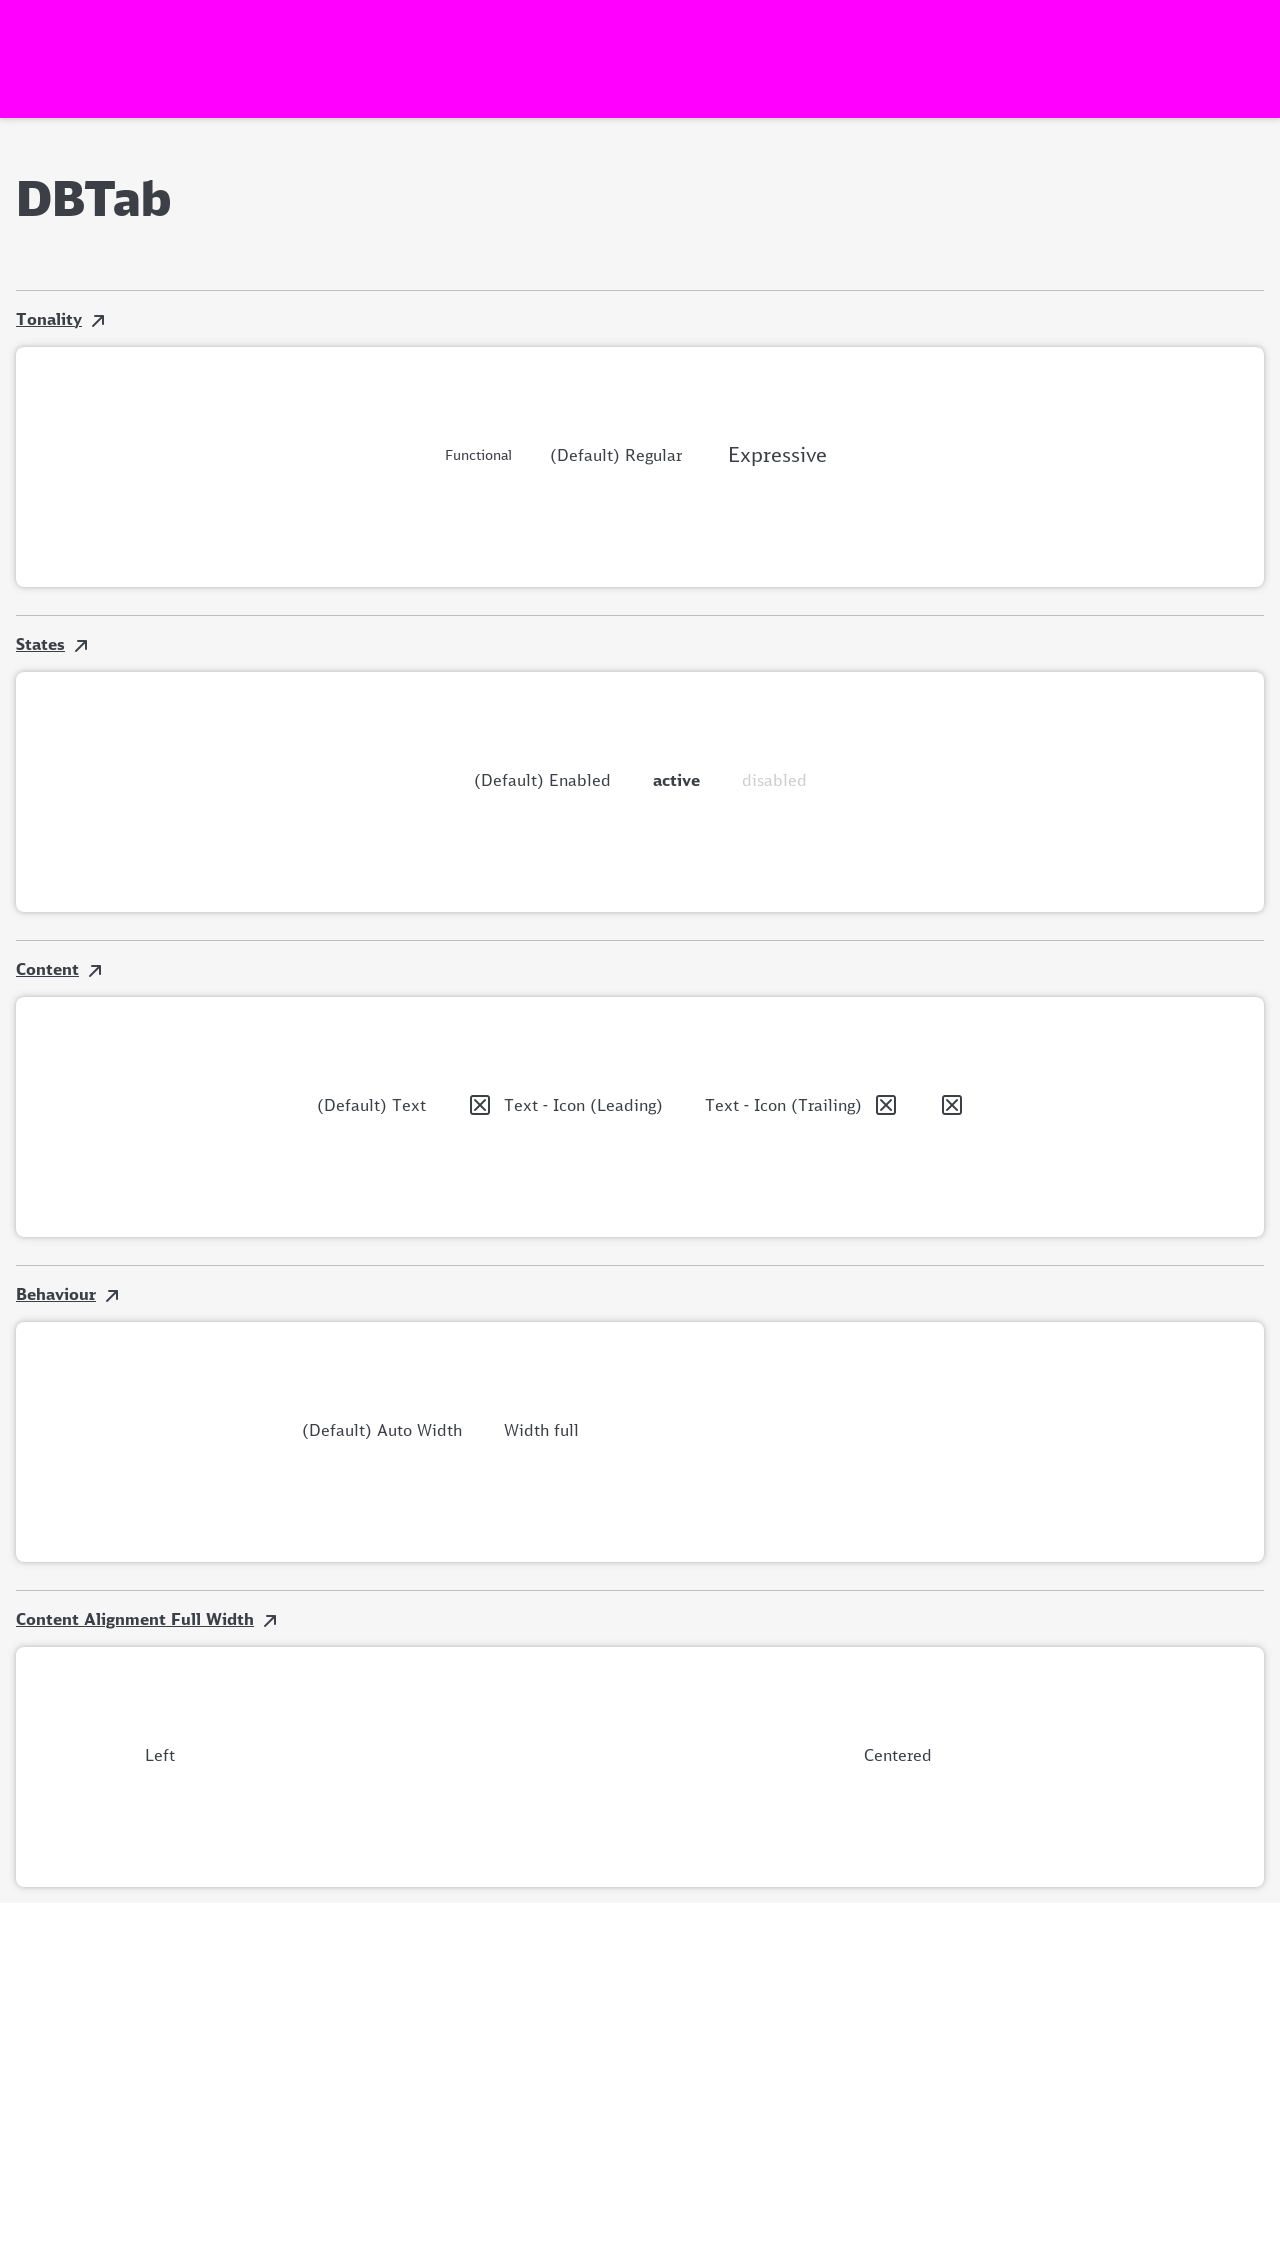 DBTab
Tonality
Functional (Default) Regular Expressive
States
(Default) Enabled active disabled
Content
(Default) Text Text - Icon (Leading) Text - Icon (Trailing)
Behaviour
(Default) Auto Width Width full
Content Alignment Full Width
Left Centered